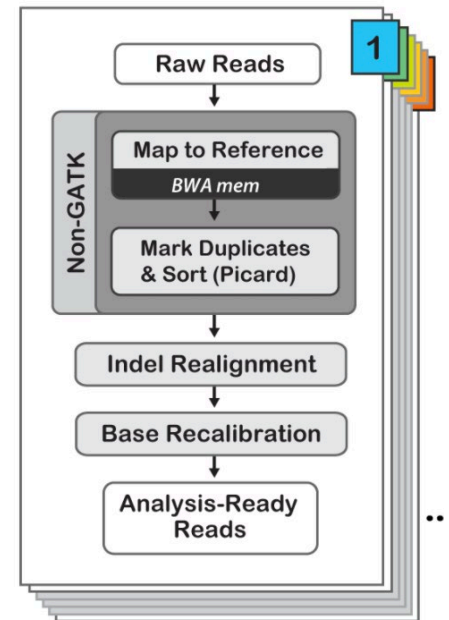 1
Raw Reads
Non-GATK
Map to Reference
BWA mem
Mark Duplicates
& Sort (Picard)
Indel Realignment
Base Recalibration
Analysis-Ready
Reads
..